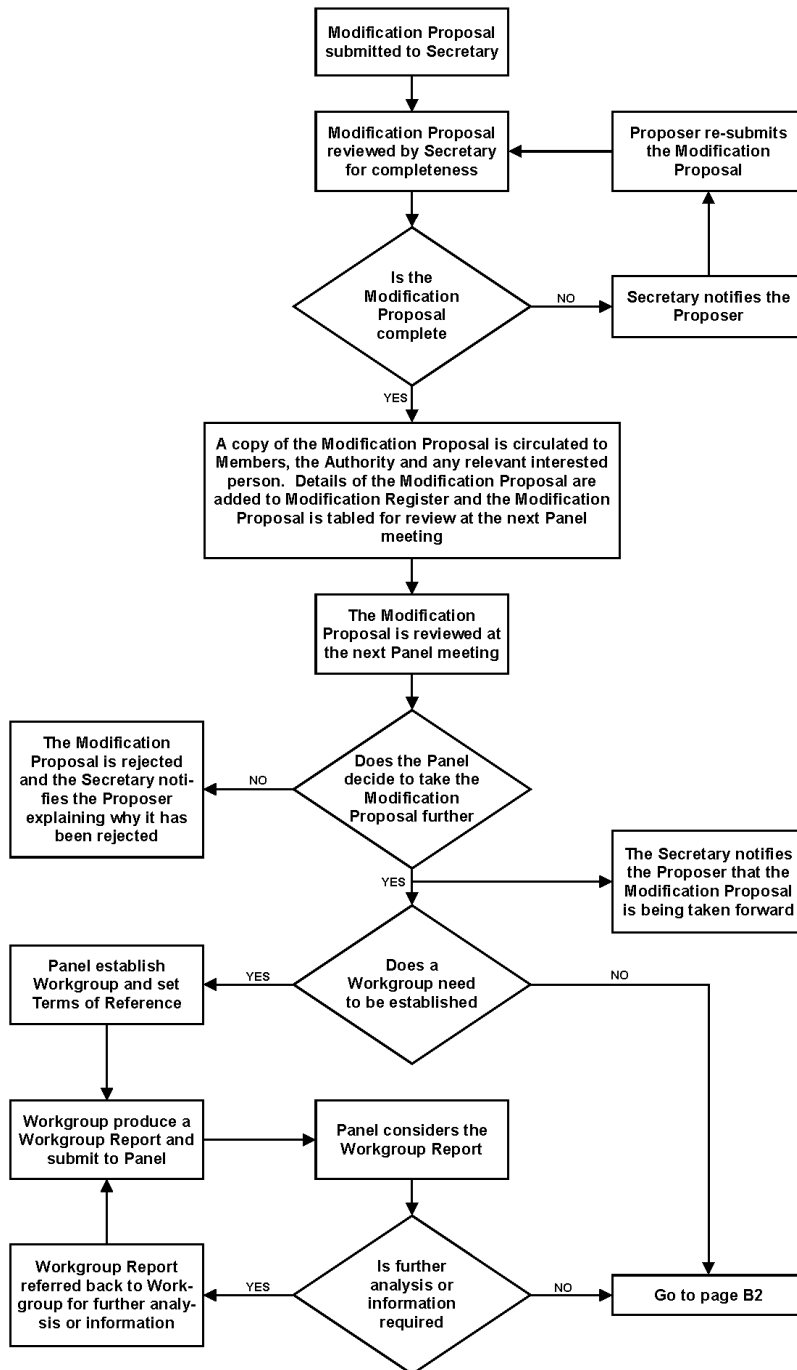 Modification Proposal
submitted to Secretary
Modification Proposal
reviewed by Secretary
for completeness
Proposer re-submits
the Modification
Proposal
Is the
Modification
Proposal
complete
NO
Secretary notifies the
Proposer
YES
A copy of the Modification Proposal is circulated to
Members, the Authority and any relevant interested
person.  Details of the Modification Proposal are
added to Modification Register and the Modification
Proposal is tabled for review at the next Panel
meeting
The Modification
Proposal is reviewed at
the next Panel meeting
Does the Panel
decide to take the
Modification
Proposal further
NO
The Modification
Proposal is rejected
and the Secretary noti-
fies the Proposer
explaining why it has
been rejected
YES
The Secretary notifies
the Proposer that the
Modification Proposal
is being taken forward
Does a
Workgroup need
to be established
YES
Panel establish
Workgroup and set
Terms of Reference
NO
Workgroup produce a
Workgroup Report and
submit to Panel
Panel considers the
Workgroup Report
Is further
analysis or
information
required
YES
Workgroup Report
referred back to Work-
group for further analy-
sis or information
NO
Go to page B2